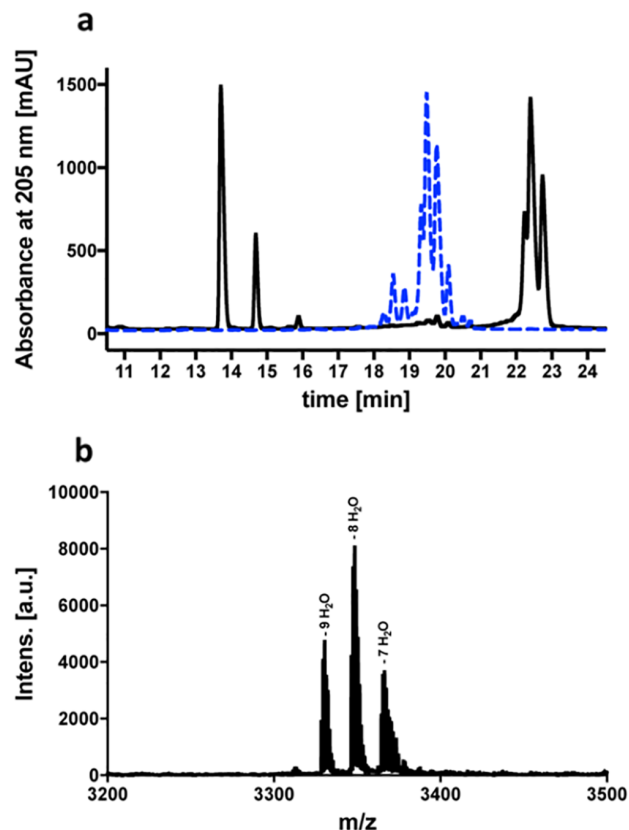 a
Absorbance at 205 nm [mAU]
1500
1000
500
0
11 12 13 14 15 16 17 18 19 20 21 22 23 24
time [min]
b
Intens. [a.u.]
10000
8000
6000
4000
2000
0
- 9 H₂O
- 8 H₂O
- 7 H₂O
3200 3300 3400 3500
m/z